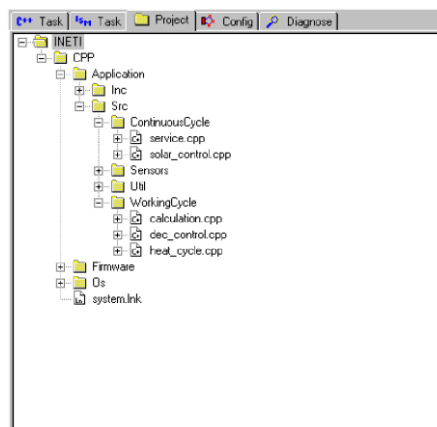 C++ Task ISM Task Project Config Diagnose
INETI
CPP
Application
Inc
Src
ContinuousCycle
service.cpp
solar_control.cpp
Sensors
Util
WorkingCycle
calculation.cpp
dec_control.cpp
heat_cycle.cpp
Firmware
Os
system.lnk